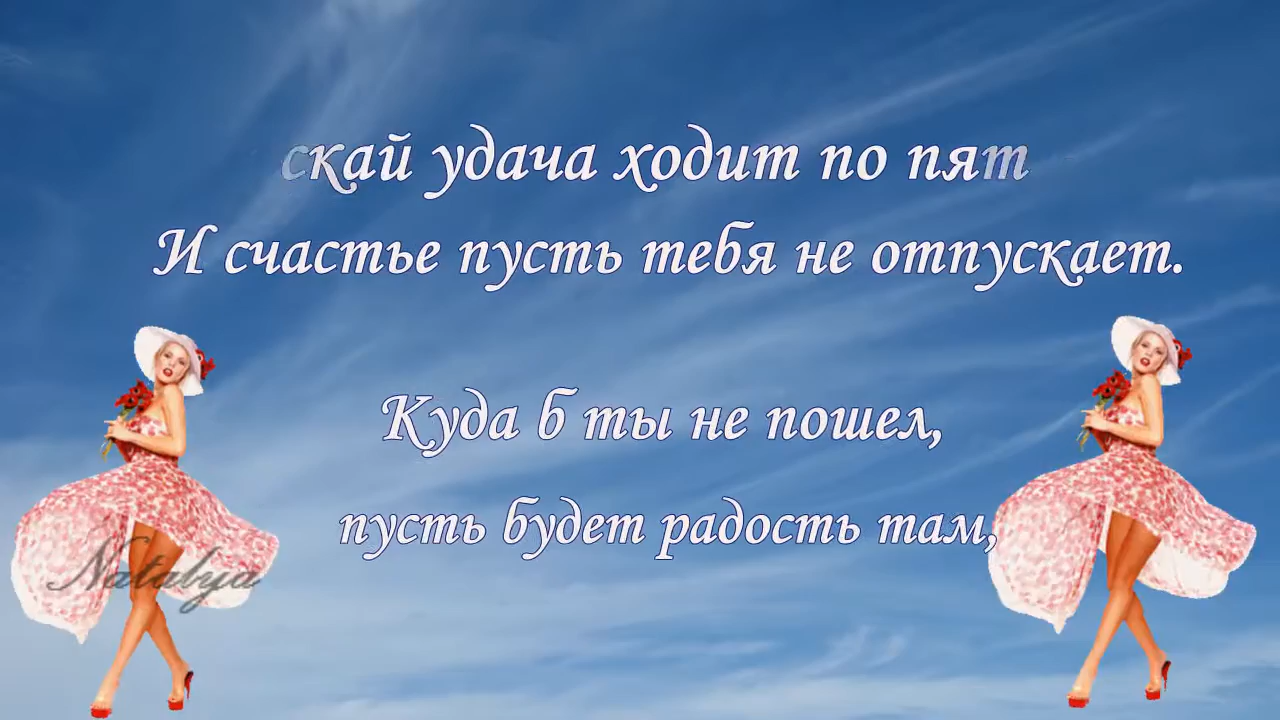 скай удача ходит по пят
И счастье пусть тебя не отпускает.
Куда б ты не пошел,
пусть будет радость там,
Natalya